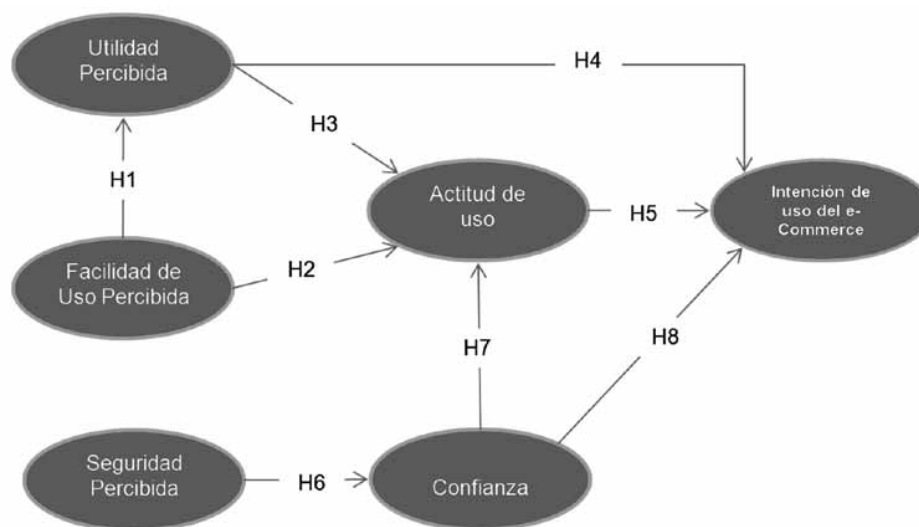 Utilidad
Percibida
H4
H3
H1
Actitud de
uso
H5
Intención de
uso del e-
Commerce
Facilidad de
Uso Percibida
H2
H7
H8
Seguridad
Percibida
H6
Confianza